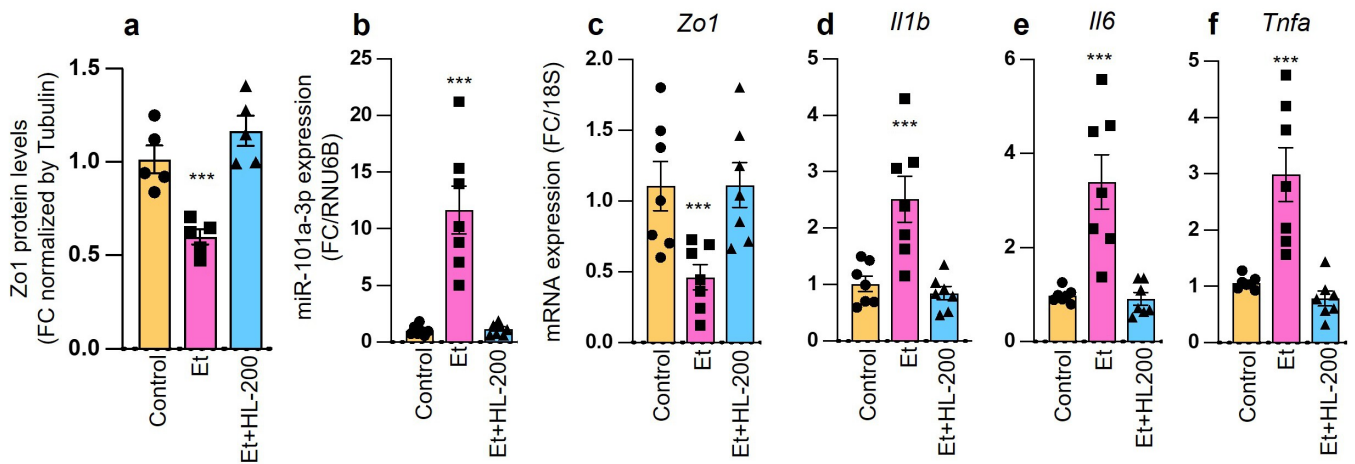 a
Zo1 protein levels
(FC normalized by Tubulin)
1.5
1.0
0.5
0.0
***
Control
Et
Et+HL-200
b
miR-101a-3p expression
(FC/RNU6B)
25
20
15
10
5
0
***
Control
Et
Et+HL-200
c
Zo1
mRNA expression (FC/18S)
2.0
1.5
1.0
0.5
0.0
***
Control
Et
Et+HL-200
d
Il1b
5
4
3
2
1
0
***
Control
Et
Et+HL-200
e
Il6
6
4
2
0
***
Control
Et
Et+HL200
f
Tnfa
5
4
3
2
1
0
***
Control
Et
Et+HL-200